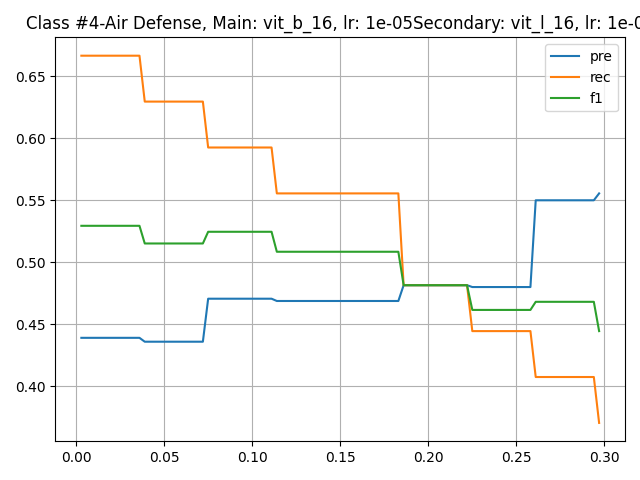 Class #4-Air Defense, Main: vit_b_16, lr: 1e-05Secondary: vit_l_16, lr: 1e-0
pre
rec
f1
0.65
0.60
0.55
0.50
0.45
0.40
0.00 0.05 0.10 0.15 0.20 0.25 0.30